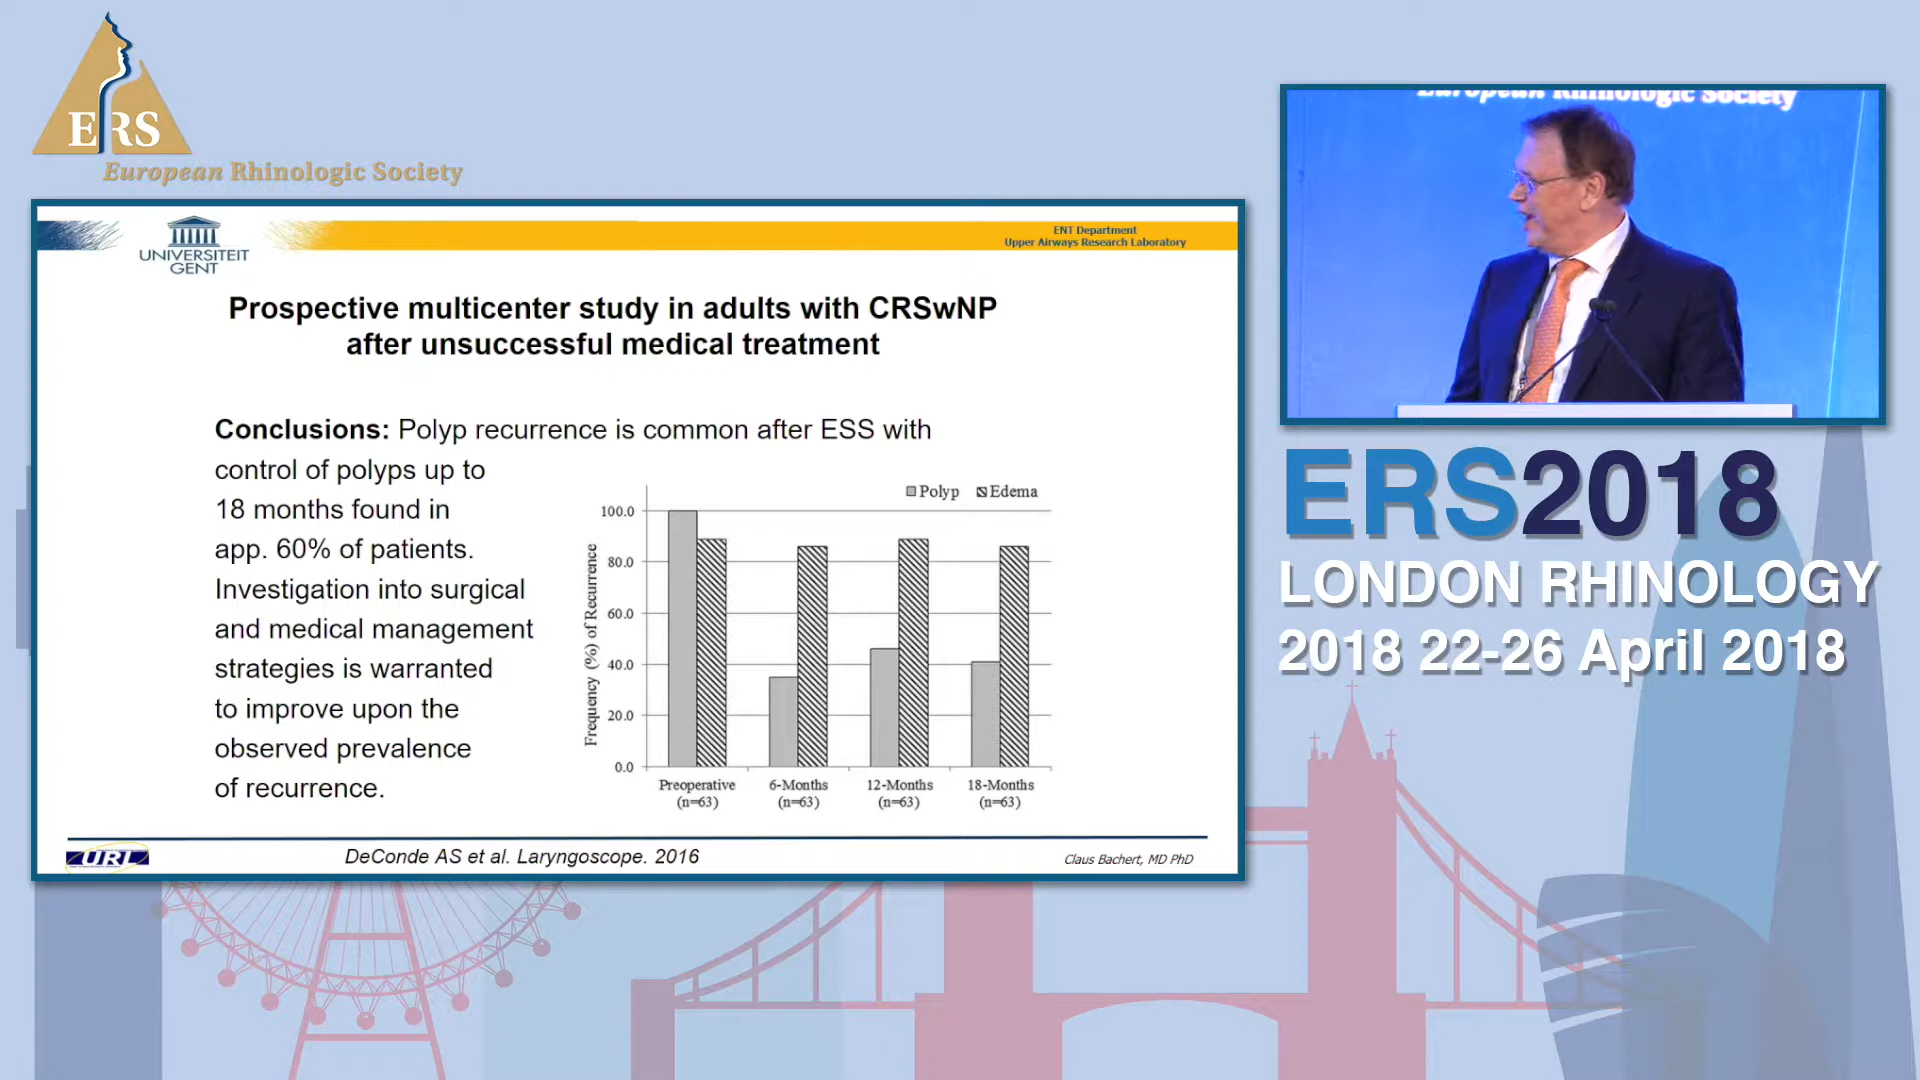 ERS
European Rhinologic Society
UNIVERSITEIT
GENT
ENT Department
Upper Airways Research Laboratory
Prospective multicenter study in adults with CRSwNP
after unsuccessful medical treatment
Conclusions: Polyp recurrence is common after ESS with
control of polyps up to
18 months found in
app. 60% of patients.
Investigation into surgical
and medical management
strategies is warranted
to improve upon the
observed prevalence
of recurrence.
Polyp Edema
Frequency (%) of Recurrence
100.0
80.0
60.0
40.0
20.0
0.0
Preoperative 6-Months 12-Months 18-Months
(n=63) (n=63) (n=63) (n=63)
URL
DeConde AS et al. Laryngoscope. 2016
Claus Bachert, MD PhD
European Rhinologic Society
ERS2018
LONDON RHINOLOGY
2018 22-26 April 2018